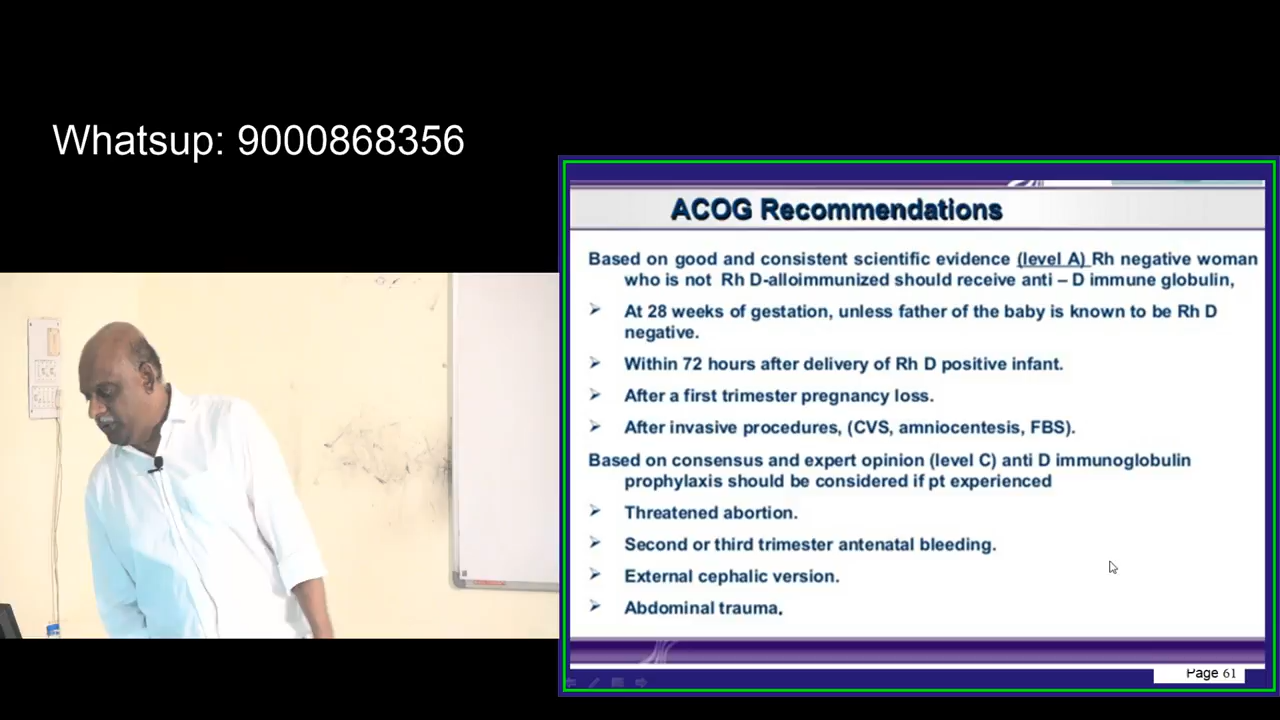 Whatsup: 9000868356
ACOG Recommendations
Based on good and consistent scientific evidence (level A) Rh negative woman
who is not Rh D-alloimmunized should receive anti – D immune globulin,
➢ At 28 weeks of gestation, unless father of the baby is known to be Rh D
negative.
➢ Within 72 hours after delivery of Rh D positive infant.
➢ After a first trimester pregnancy loss.
➢ After invasive procedures, (CVS, amniocentesis, FBS).
Based on consensus and expert opinion (level C) anti D immunoglobulin
prophylaxis should be considered if pt experienced
➢ Threatened abortion.
➢ Second or third trimester antenatal bleeding.
➢ External cephalic version.
➢ Abdominal trauma.
Page 61